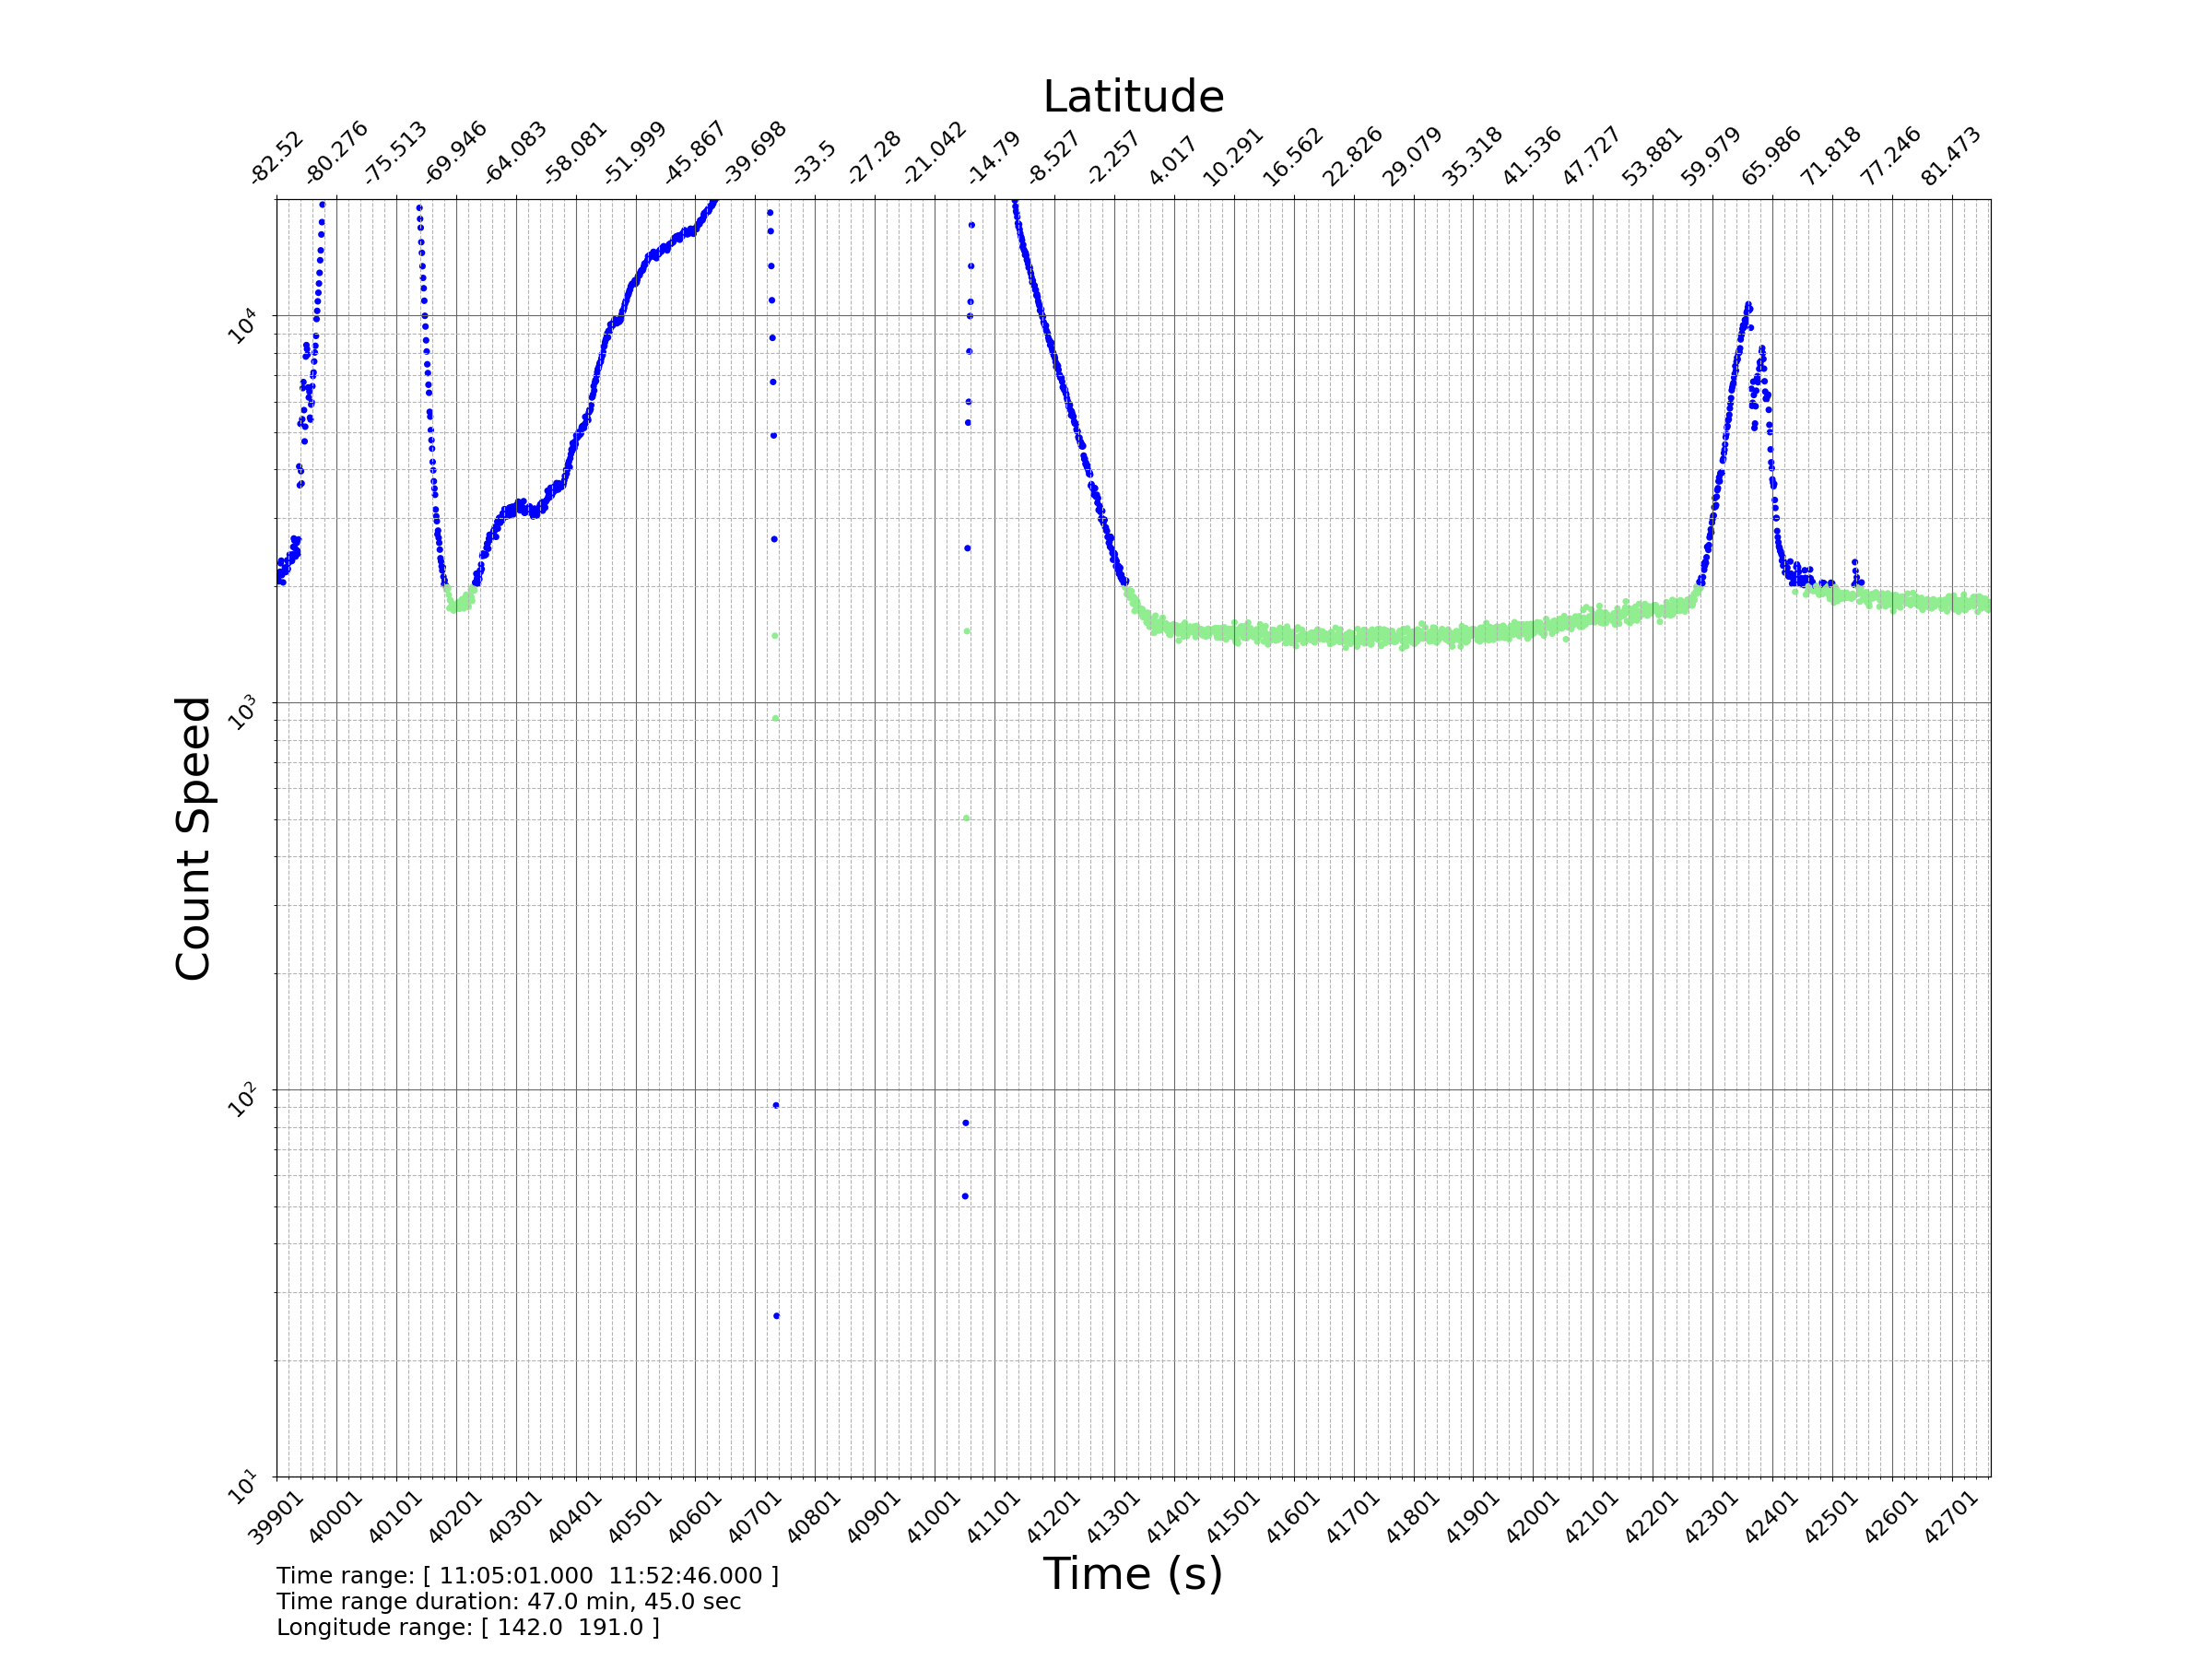 Latitude
-82.52 -80.276 -75.513 -69.946 -64.083 -58.081 -51.999 -45.867 -39.698 -33.5 -27.28 -21.042 -14.79 -8.527 -2.257 4.017 10.291 16.562 22.826 29.079 35.318 41.536 47.727 53.881 59.979 65.986 71.818 77.246 81.473
10⁴
10³
Count Speed
10²
10¹
39901 40001 40101 40201 40301 40401 40501 40601 40701 40801 40901 41001 41101 41201 41301 41401 41501 41601 41701 41801 41901 42001 42101 42201 42301 42401 42501 42601 42701
Time (s)
Time range: [ 11:05:01.000 11:52:46.000 ]
Time range duration: 47.0 min, 45.0 sec
Longitude range: [ 142.0 191.0 ]